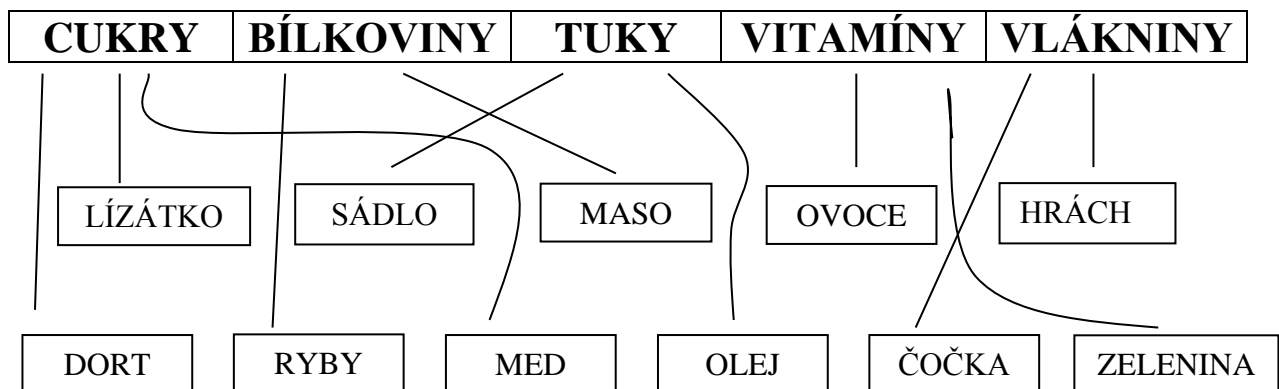 CUKRY BÍLKOVINY TUKY VITAMÍNY VLÁKNINY
LÍZÁTKO SÁDLO MASO OVOCE HRÁCH
DORT RYBY MED OLEJ ČOČKA ZELENINA